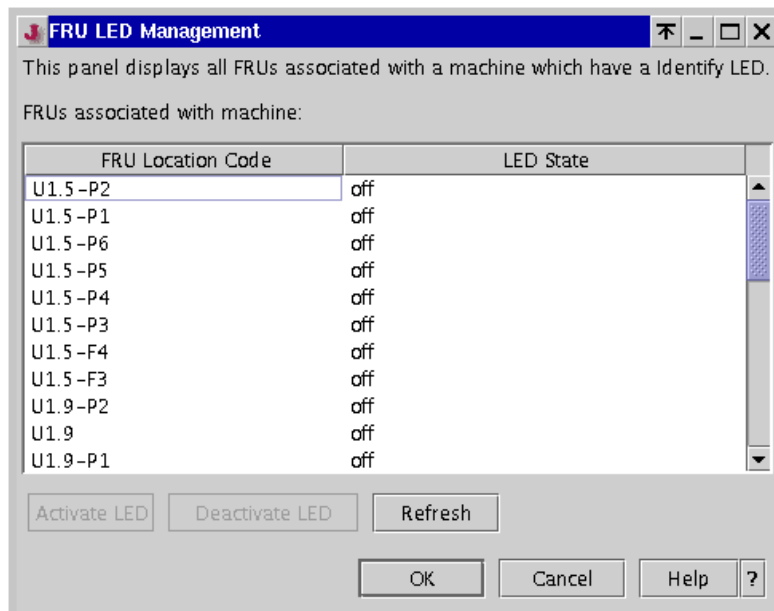 FRU LED Management
This panel displays all FRUs associated with a machine which have a Identify LED.
FRUs associated with machine:
FRU Location Code LED State
U1.5-P2 off
U1.5-P1 off
U1.5-P6 off
U1.5-P5 off
U1.5-P4 off
U1.5-P3 off
U1.5-F4 off
U1.5-F3 off
U1.9-P2 off
U1.9 off
U1.9-P1 off
Activate LED Deactivate LED Refresh
OK Cancel Help ?